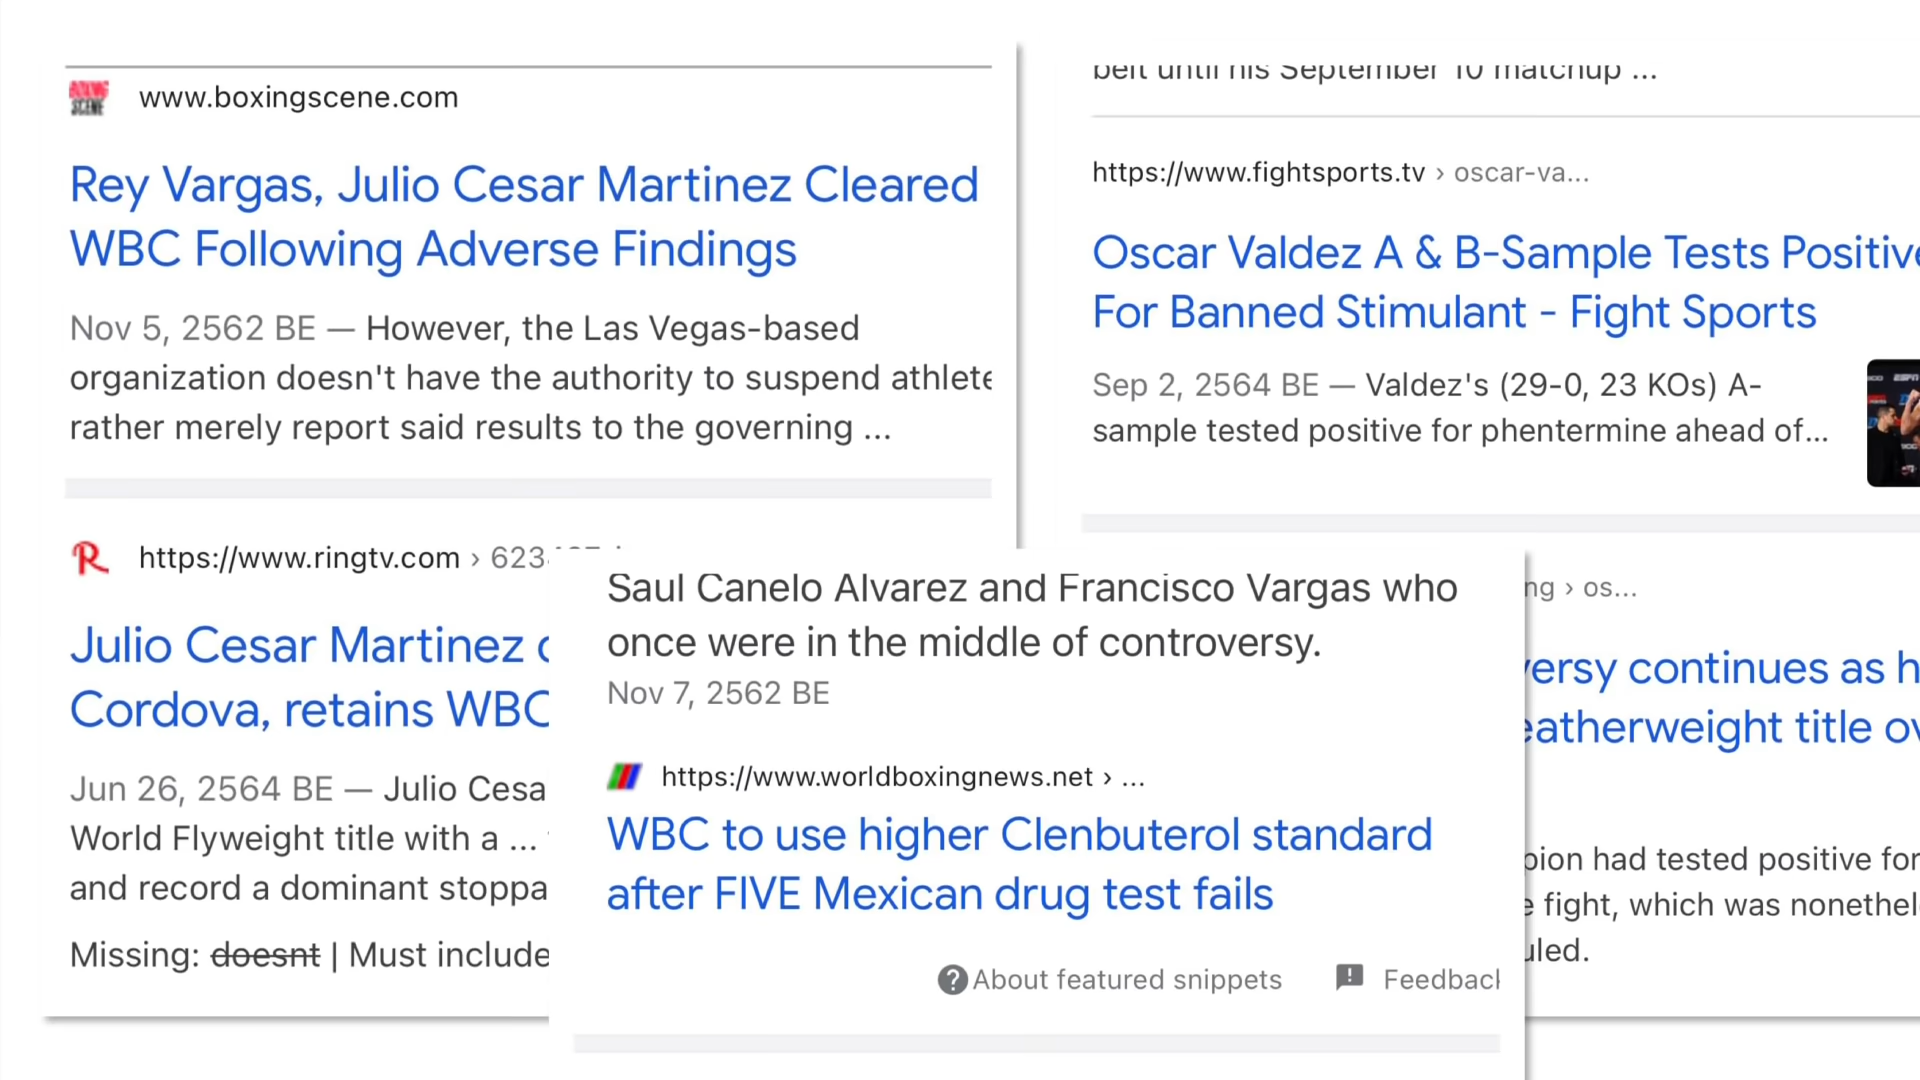 BOXING
SCENE
www.boxingscene.com
Rey Vargas, Julio Cesar Martinez Cleared
WBC Following Adverse Findings
Nov 5, 2562 BE — However, the Las Vegas-based
organization doesn't have the authority to suspend athlete
rather merely report said results to the governing ...
https://www.ringtv.com › 623
Julio Cesar Martinez
Cordova, retains WBC
Jun 26, 2564 BE — Julio Cesa
World Flyweight title with a ...
and record a dominant stoppa
Missing: doesnt | Must include
belt until his September 10 matchup ...
https://www.fightsports.tv › oscar-va...
Oscar Valdez A & B-Sample Tests Positive
For Banned Stimulant - Fight Sports
Sep 2, 2564 BE — Valdez's (29-0, 23 KOs) A-
sample tested positive for phentermine ahead of...
Saul Canelo Alvarez and Francisco Vargas who
once were in the middle of controversy.
Nov 7, 2562 BE
https://www.worldboxingnews.net › ...
WBC to use higher Clenbuterol standard
after FIVE Mexican drug test fails
About featured snippets
Feedback
ng › os...
ersy continues as h
eatherweight title ov
pion had tested positive for
e fight, which was nonethel
uled.